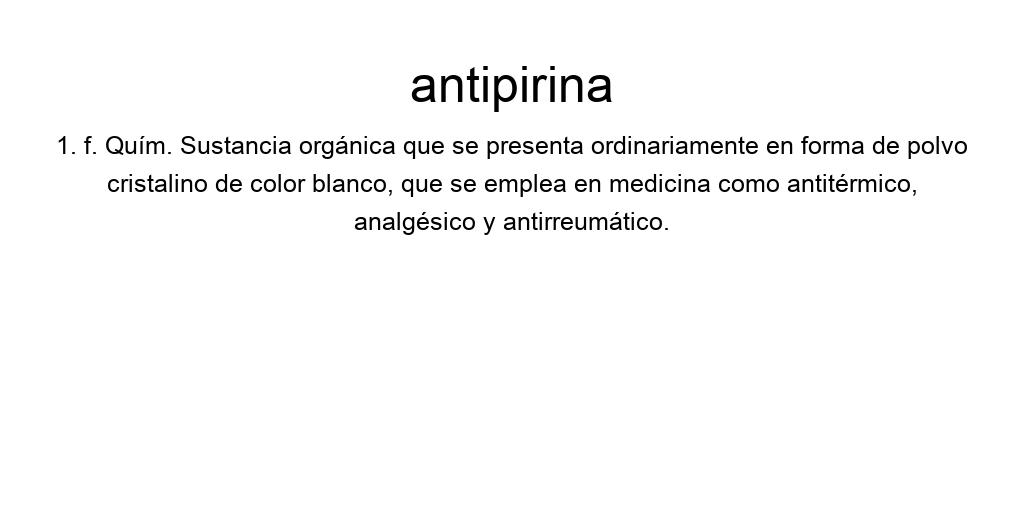 antipirina
1. f. Quím. Sustancia orgánica que se presenta ordinariamente en forma de polvo
cristalino de color blanco, que se emplea en medicina como antitérmico,
analgésico y antirreumático.